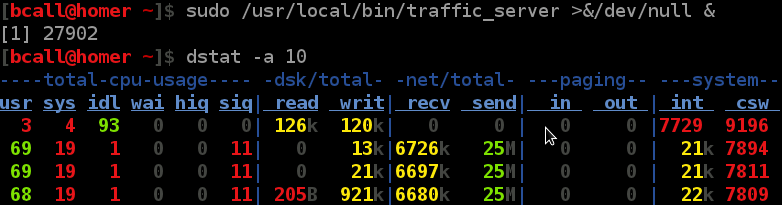 [bcall@homer ~]$ sudo /usr/local/bin/traffic_server >&/dev/null &
[1] 27902
[bcall@homer ~]$ dstat -a 10
----total-cpu-usage---- -dsk/total- -net/total- ---paging-- ---system--
usr sys idl wai hiq siq| read  writ| recv  send|  in   out | int   csw
  3   4  93   0   0   0| 126k  120k|   0     0 |   0     0 |7729  9196
 69  19   1   0   0  11|   0    13k|6726k   25M|   0     0 |  21k 7894
 69  19   1   0   0  11|   0    21k|6697k   25M|   0     0 |  21k 7811
 68  19   1   0   0  11| 205B  921k|6680k   25M|   0     0 |  22k 7809